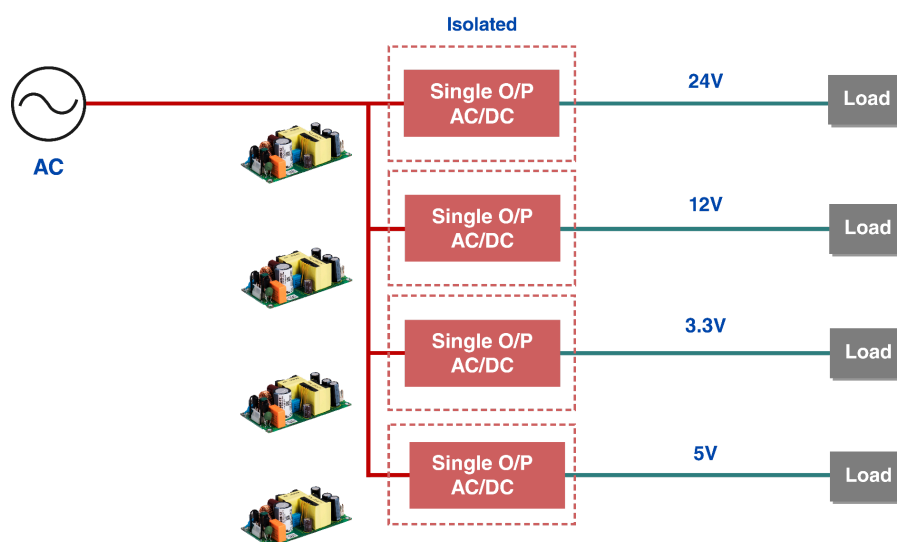 Isolated
AC
Single O/P
AC/DC
24V
Load
Single O/P
AC/DC
12V
Load
Single O/P
AC/DC
3.3V
Load
Single O/P
AC/DC
5V
Load